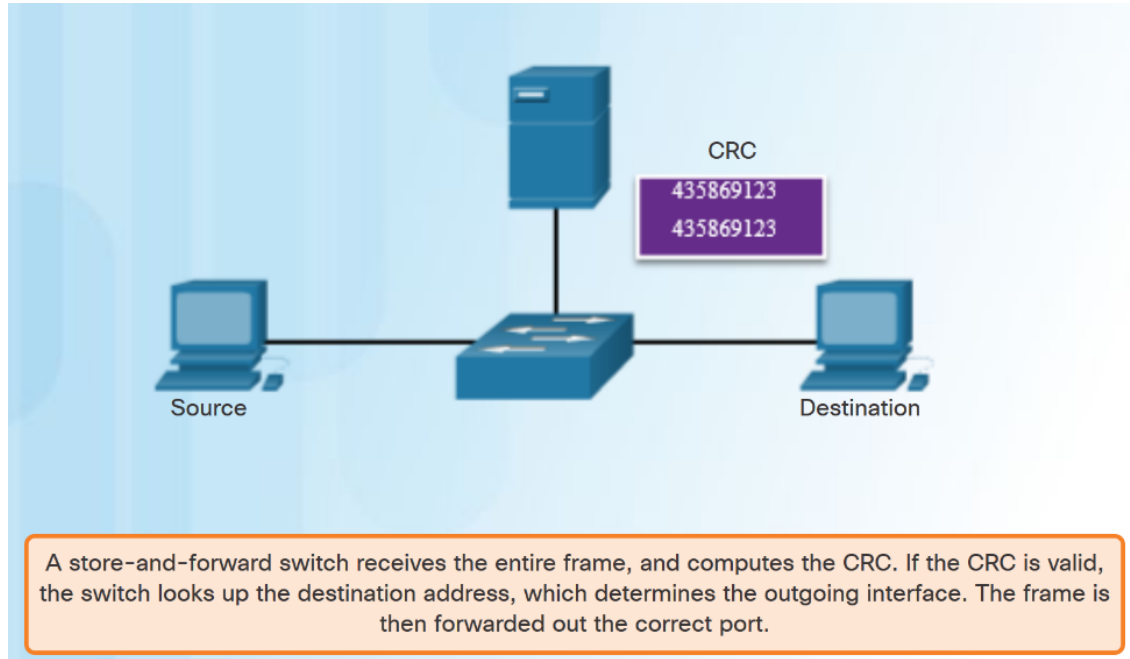 CRC
435869123
435869123
Source
Destination
A store-and-forward switch receives the entire frame, and computes the CRC. If the CRC is valid,
the switch looks up the destination address, which determines the outgoing interface. The frame is
then forwarded out the correct port.